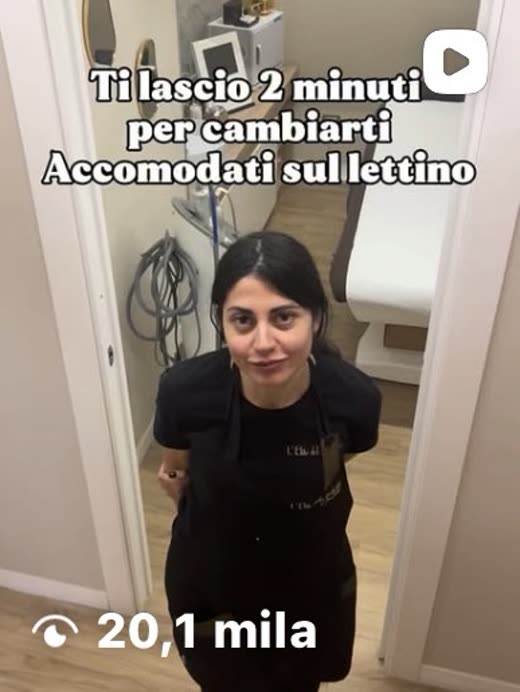 Ti lascio 2 minuti
per cambiarti
Accomodati sul lettino
20,1 mila